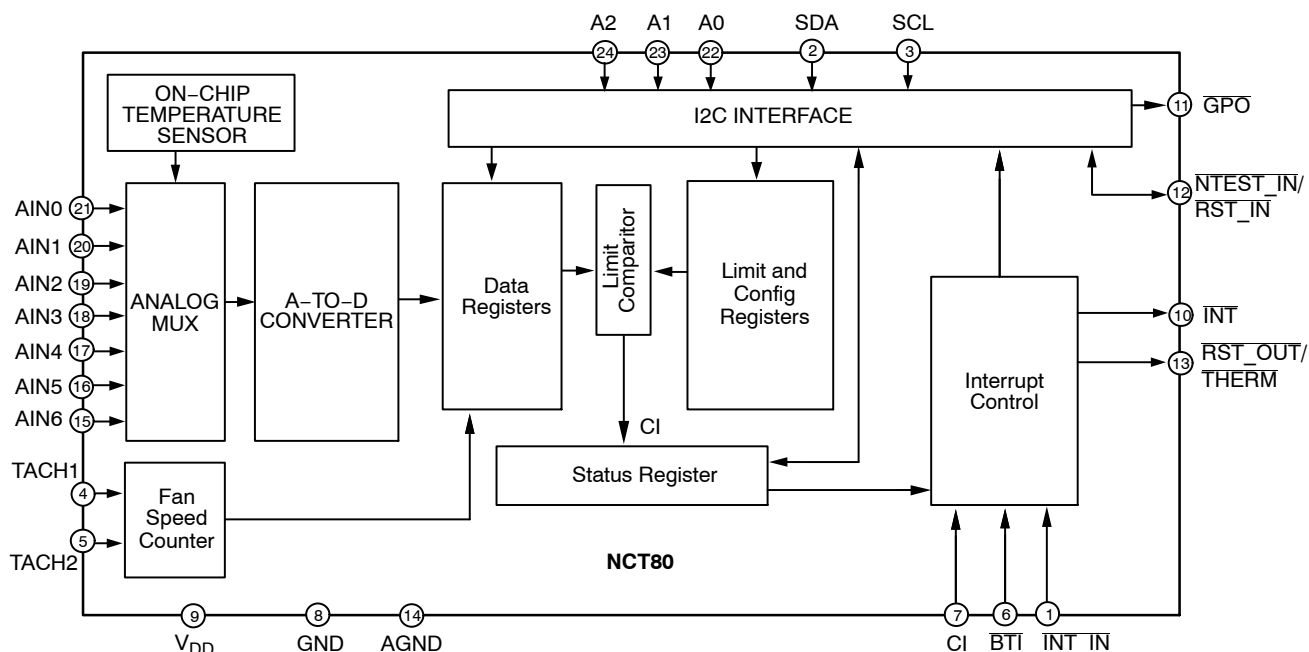 A2 A1 A0 SDA SCL
24 23 22 2 3
ON-CHIP
TEMPERATURE
SENSOR
I2C INTERFACE
11 GPO
12 NTEST_IN/
RST_IN
AIN0 21
AIN1 20
AIN2 19
AIN3 18
AIN4 17
AIN5 16
AIN6 15
ANALOG
MUX
A-TO-D
CONVERTER
Data
Registers
Limit
Comparitor
Limit and
Config
Registers
Interrupt
Control
10 INT
13 RST_OUT/
THERM
CI
Status Register
TACH1
4
5
TACH2
Fan
Speed
Counter
NCT80
9 8 14 7 6 1
VDD GND AGND CI BTI INT IN